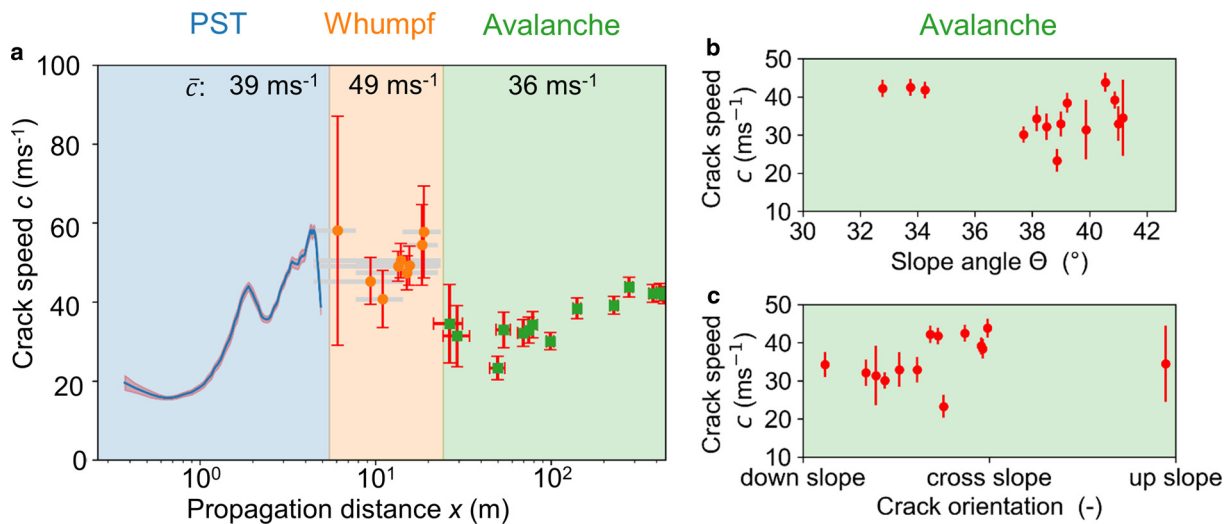 PST Whumpf Avalanche
a
c̄: 39 ms⁻¹ 49 ms⁻¹ 36 ms⁻¹
100
80
60
40
20
0
Crack speed c (ms⁻¹)
10⁰ 10¹ 10²
Propagation distance x (m)
Avalanche
b
50
40
30
20
10
Crack speed
c (ms⁻¹)
30 32 34 36 38 40 42
Slope angle Θ (°)
c
50
40
30
20
10
Crack speed
c (ms⁻¹)
down slope cross slope up slope
Crack orientation (-)